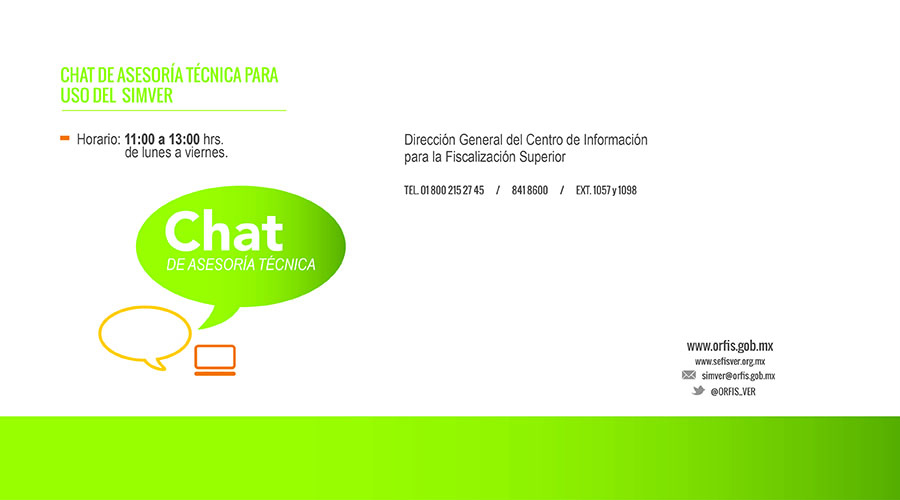 CHAT DE ASESORÍA TÉCNICA PARA
USO DEL SIMVER
Horario: 11:00 a 13:00 hrs.
de lunes a viernes.
Dirección General del Centro de Información
para la Fiscalización Superior
TEL. 01 800 215 27 45 / 841 8600 / EXT. 1057 y 1098
Chat
DE ASESORÍA TÉCNICA
www.orfis.gob.mx
www.sefisver.org.mx
simver@orfis.gob.mx
@ORFIS_VER